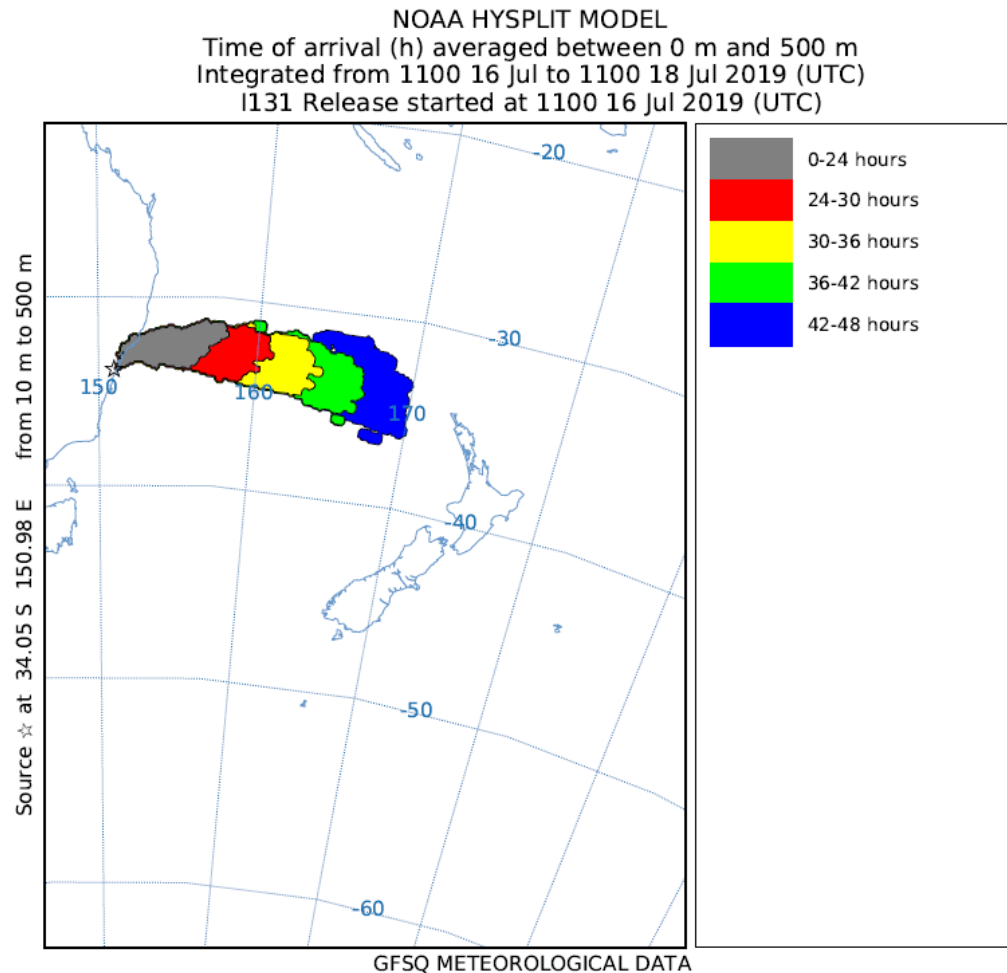 NOAA HYSPLIT MODEL
Time of arrival (h) averaged between 0 m and 500 m
Integrated from 1100 16 Jul to 1100 18 Jul 2019 (UTC)
I131 Release started at 1100 16 Jul 2019 (UTC)
Source ☆ at 34.05 S 150.98 E from 10 m to 500 m
-20
-30
150
160
170
-40
-50
-60
0-24 hours
24-30 hours
30-36 hours
36-42 hours
42-48 hours
GFSQ METEOROLOGICAL DATA